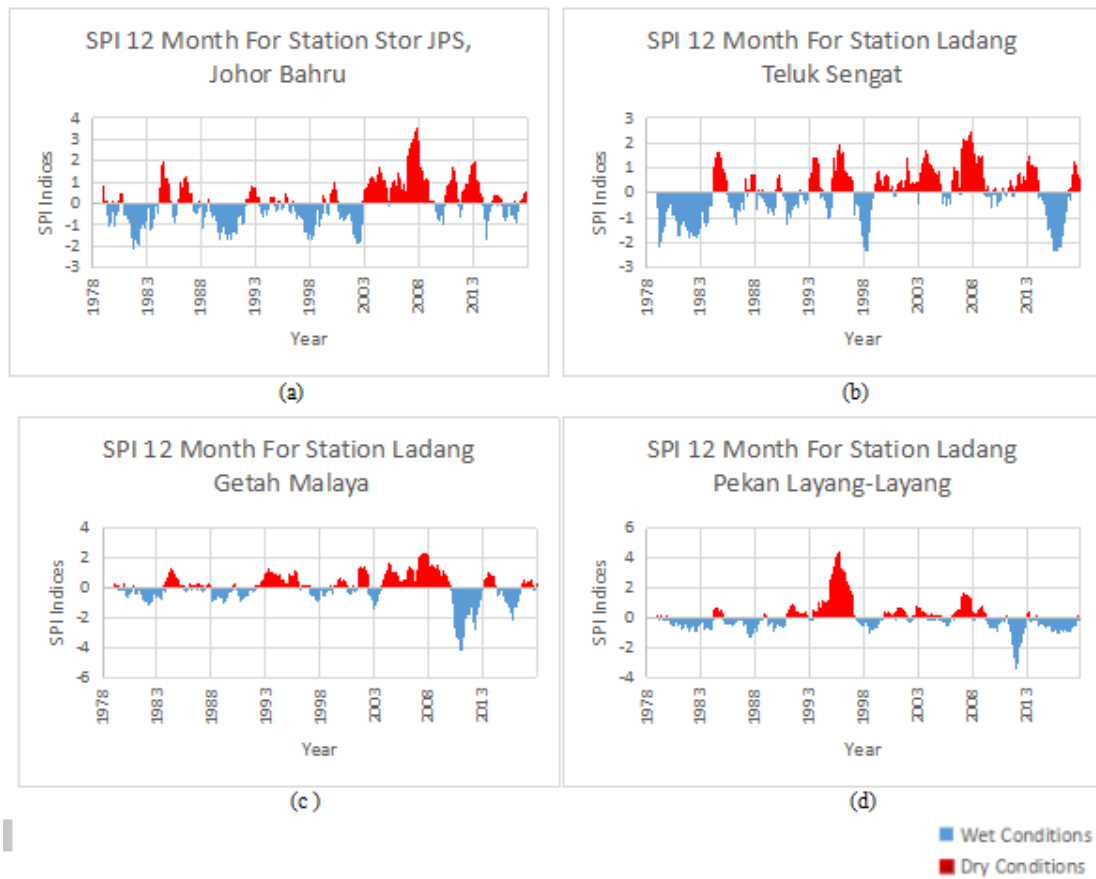 SPI 12 Month For Station Stor JPS,
Johor Bahru
4
3
2
1
0
-1
-2
-3
SPI Indices
1978
1983
1988
1993
1998
2003
2008
2013
Year
(a)
SPI 12 Month For Station Ladang
Teluk Sengat
3
2
1
0
-1
-2
-3
SPI Indices
1978
1983
1988
1993
1998
2003
2008
2013
Year
(b)
SPI 12 Month For Station Ladang
Getah Malaya
4
2
0
-2
-4
-6
SPI Indices
1978
1983
1988
1993
1998
2003
2008
2013
Year
(c )
SPI 12 Month For Station Ladang
Pekan Layang-Layang
6
4
2
0
-2
-4
SPI Indices
1978
1983
1988
1993
1998
2003
2008
2013
Year
(d)
Wet Conditions
Dry Conditions